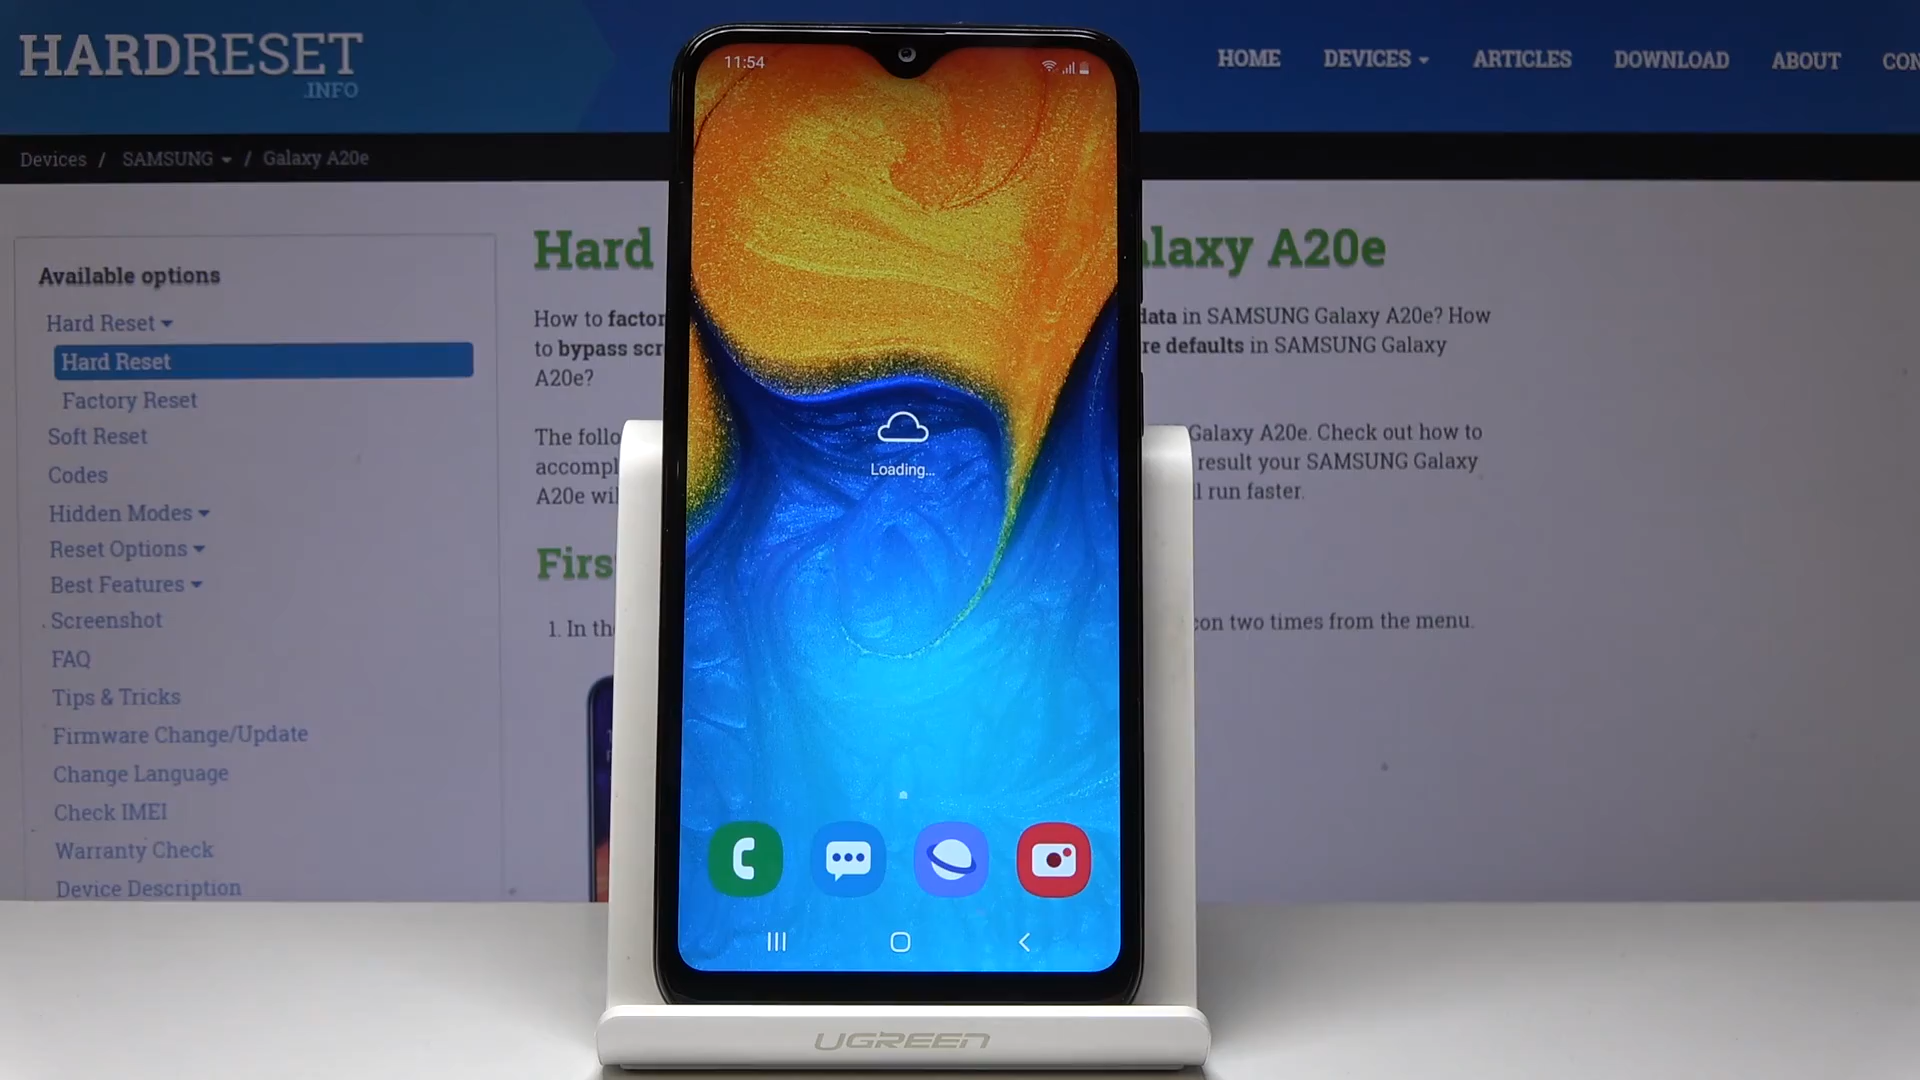 HARDRESET
.INFO
HOME DEVICES ARTICLES DOWNLOAD ABOUT CON
Devices / SAMSUNG / Galaxy A20e
Available options
Hard Reset
Hard Reset
Factory Reset
Soft Reset
Codes
Hidden Modes
Reset Options
Best Features
Screenshot
FAQ
Tips & Tricks
Firmware Change/Update
Change Language
Check IMEI
Warranty Check
Device Description
Hard alaxy A20e
How to factor data in SAMSUNG Galaxy A20e? How
to bypass scr re defaults in SAMSUNG Galaxy
A20e?
The follo Galaxy A20e. Check out how to
accompl result your SAMSUNG Galaxy
A20e wil l run faster.
Firs
1. In th con two times from the menu.
11:54
Loading...
UGREEN